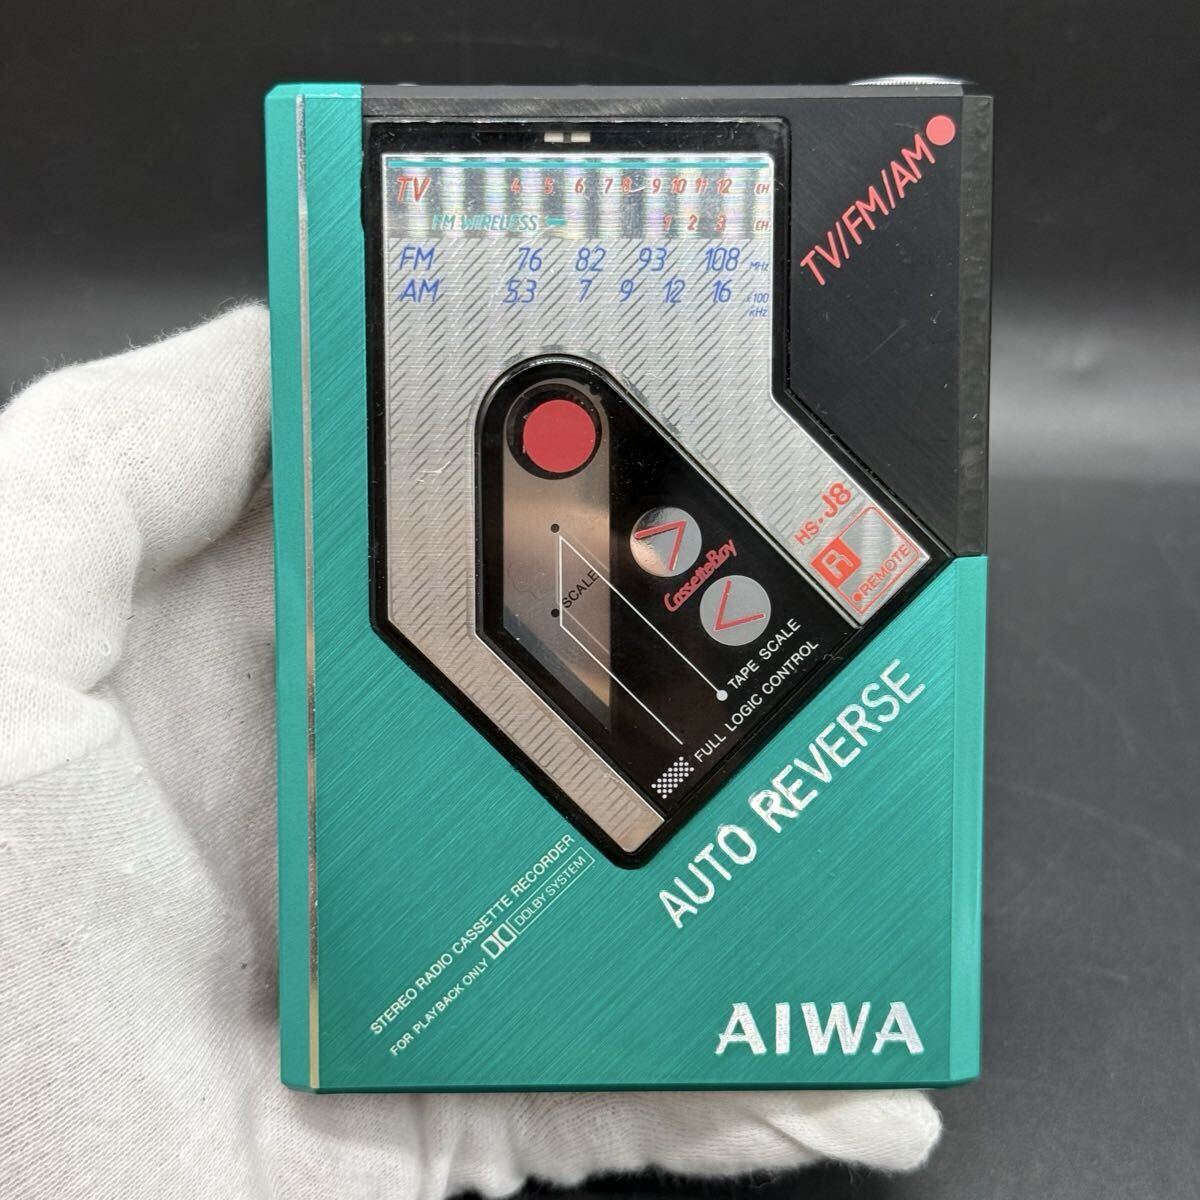 TV 4 5 6 7 8 9 10 11 12 CH
FM WIRELESS 1 2 3 CH
FM 76 82 93 108 MHz
AM 5.3 7 9 12 16 x100/kHz
TV/FM/AM
HS-J8
R
REMOTE
CassetteBoy
SCALE
TAPE SCALE
FULL LOGIC CONTROL
AUTO REVERSE
STEREO RADIO CASSETTE RECORDER
FOR PLAYBACK ONLY DOLBY SYSTEM
AIWA